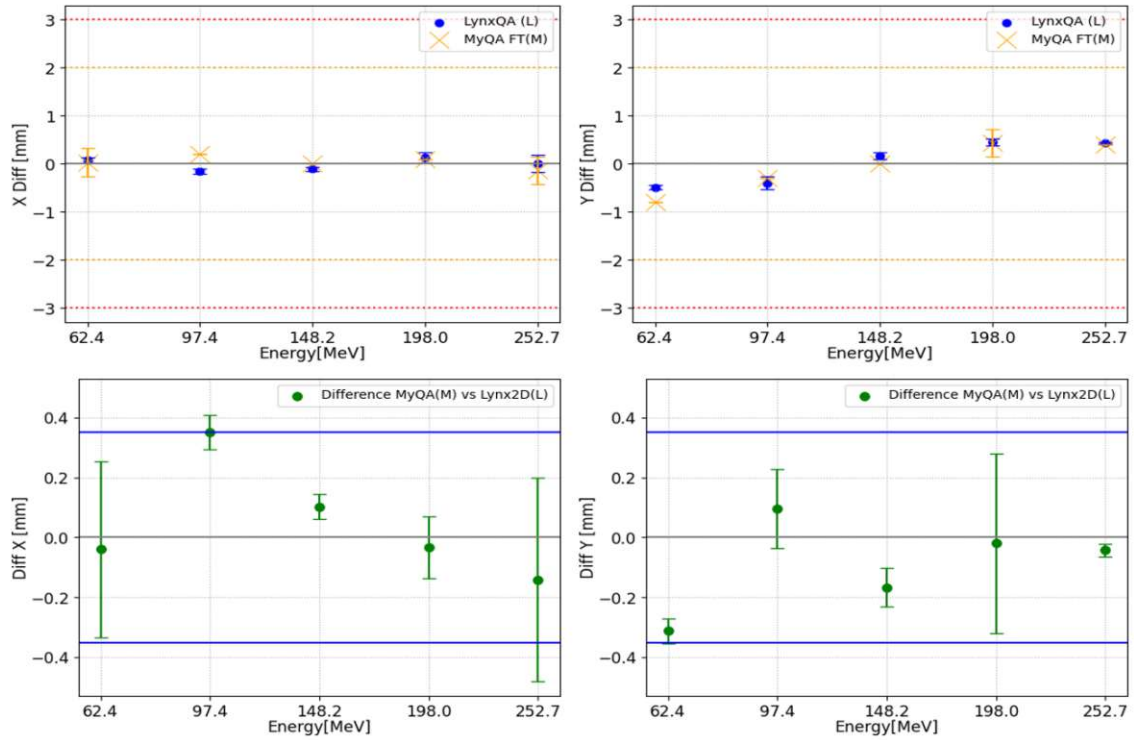 3
2
1
0
−1
−2
−3
X Diff [mm]
LynxQA (L)
MyQA FT(M)
62.4 97.4 148.2 198.0 252.7
Energy[MeV]
3
2
1
0
−1
−2
−3
Y Diff [mm]
LynxQA (L)
MyQA FT(M)
62.4 97.4 148.2 198.0 252.7
Energy[MeV]
0.4
0.2
0.0
−0.2
−0.4
Diff X [mm]
Difference MyQA(M) vs Lynx2D(L)
62.4 97.4 148.2 198.0 252.7
Energy[MeV]
0.4
0.2
0.0
−0.2
−0.4
Diff Y [mm]
Difference MyQA(M) vs Lynx2D(L)
62.4 97.4 148.2 198.0 252.7
Energy[MeV]